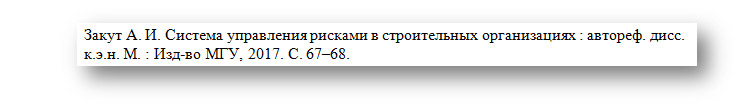 Закут А. И. Система управления рисками в строительных организациях : автореф. дисс.
к.э.н. М. : Изд-во МГУ, 2017. С. 67–68.